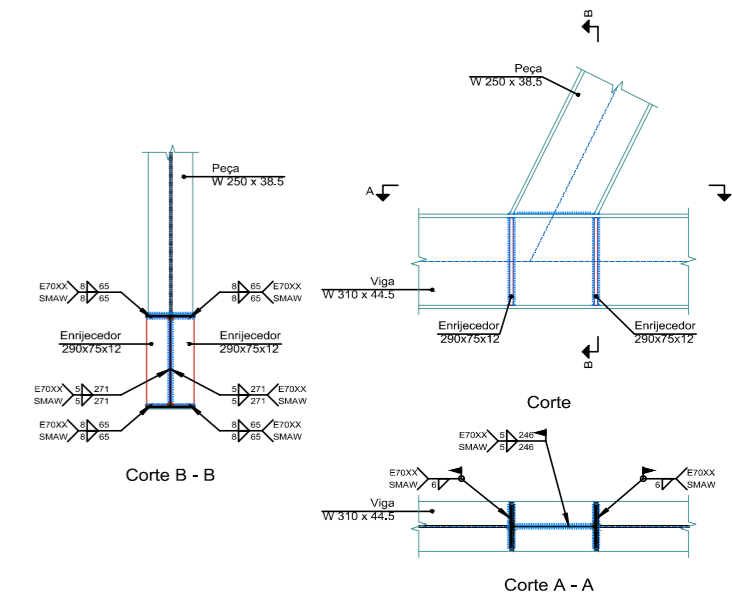 B
Peça
W 250 x 38.5
A
Viga
W 310 x 44.5
Enrijecedor
290x75x12
Enrijecedor
290x75x12
B
Corte
Peça
W 250 x 38.5
E70XX
SMAW
8
8
65
65
8
8
65
65
E70XX
SMAW
Enrijecedor
290x75x12
Enrijecedor
290x75x12
E70XX
SMAW
5
5
271
271
5
5
271
271
E70XX
SMAW
E70XX
SMAW
8
8
65
65
8
8
65
65
E70XX
SMAW
Corte B - B
E70XX
SMAW
5
5
246
246
E70XX
SMAW
6
6
E70XX
SMAW
Viga
W 310 x 44.5
Corte A - A